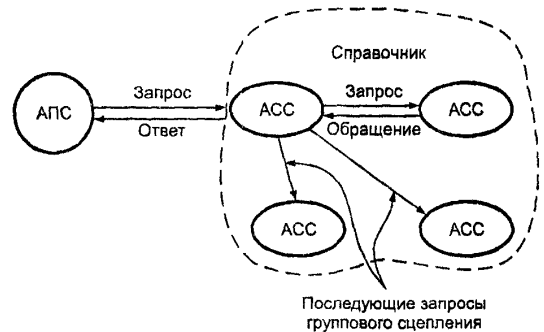 Справочник
АПС
Запрос
Ответ
АСС
Запрос
Обращение
АСС
АСС
АСС
Последующие запросы
группового сцепления